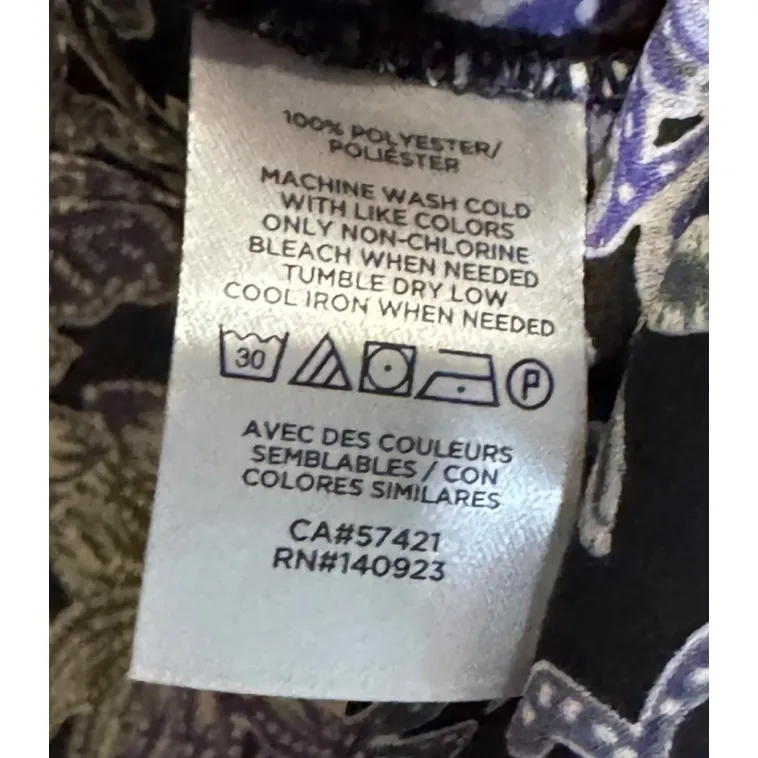 100% POLYESTER/
POLIÉSTER
MACHINE WASH COLD
WITH LIKE COLORS
ONLY NON-CHLORINE
BLEACH WHEN NEEDED
TUMBLE DRY LOW
COOL IRON WHEN NEEDED
30 P
AVEC DES COULEURS
SEMBLABLES / CON
COLORES SIMILARES
CA#57421
RN#140923